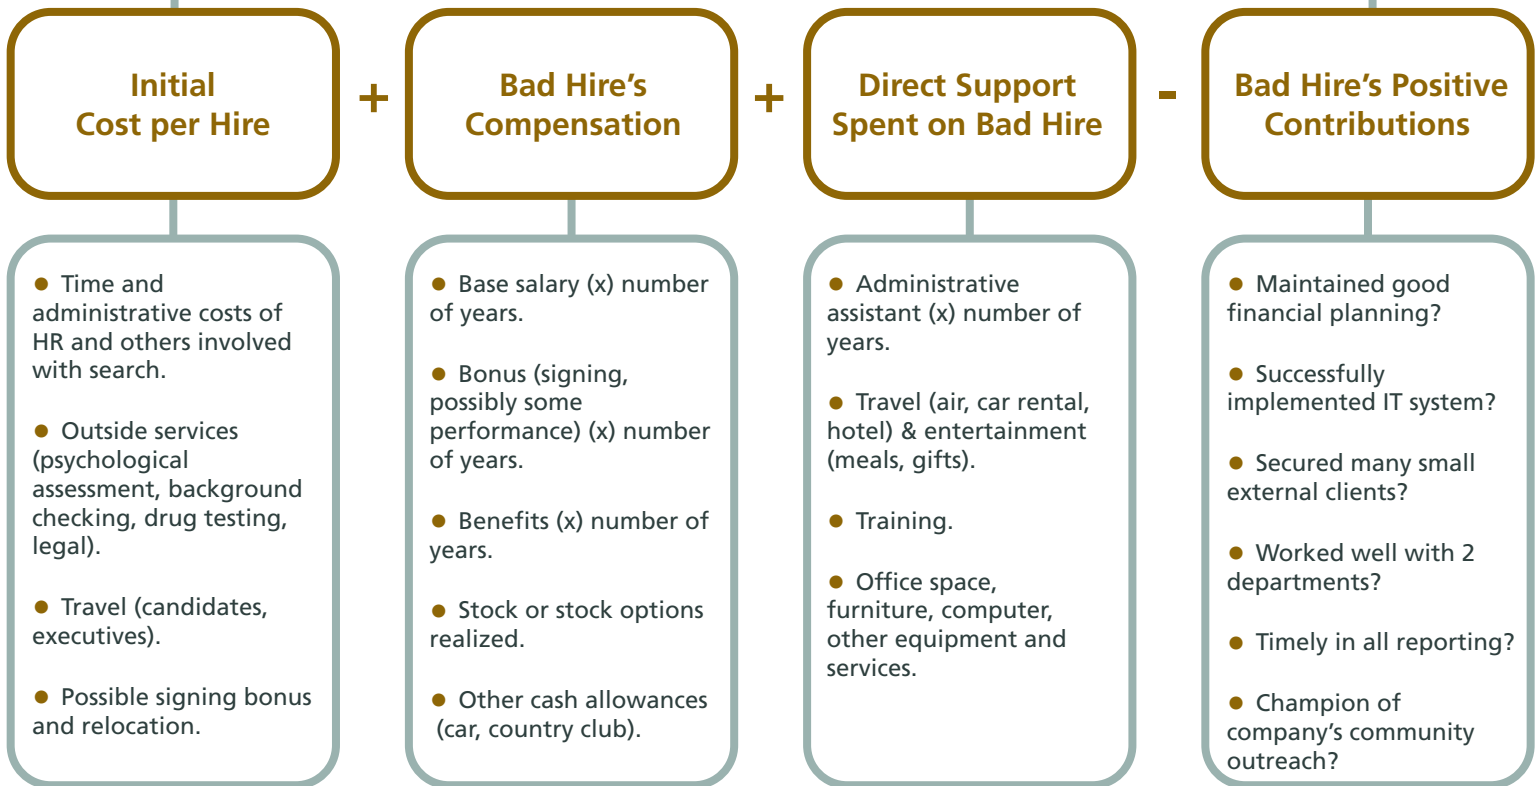 Initial
Cost per Hire
+
Bad Hire's
Compensation
+
Direct Support
Spent on Bad Hire
-
Bad Hire's Positive
Contributions
● Time and
administrative costs of
HR and others involved
with search.
● Outside services
(psychological
assessment, background
checking, drug testing,
legal).
● Travel (candidates,
executives).
● Possible signing bonus
and relocation.
● Base salary (x) number
of years.
● Bonus (signing,
possibly some
performance) (x) number
of years.
● Benefits (x) number of
years.
● Stock or stock options
realized.
● Other cash allowances
(car, country club).
● Administrative
assistant (x) number of
years.
● Travel (air, car rental,
hotel) & entertainment
(meals, gifts).
● Training.
● Office space,
furniture, computer,
other equipment and
services.
● Maintained good
financial planning?
● Successfully
implemented IT system?
● Secured many small
external clients?
● Worked well with 2
departments?
● Timely in all reporting?
● Champion of
company's community
outreach?